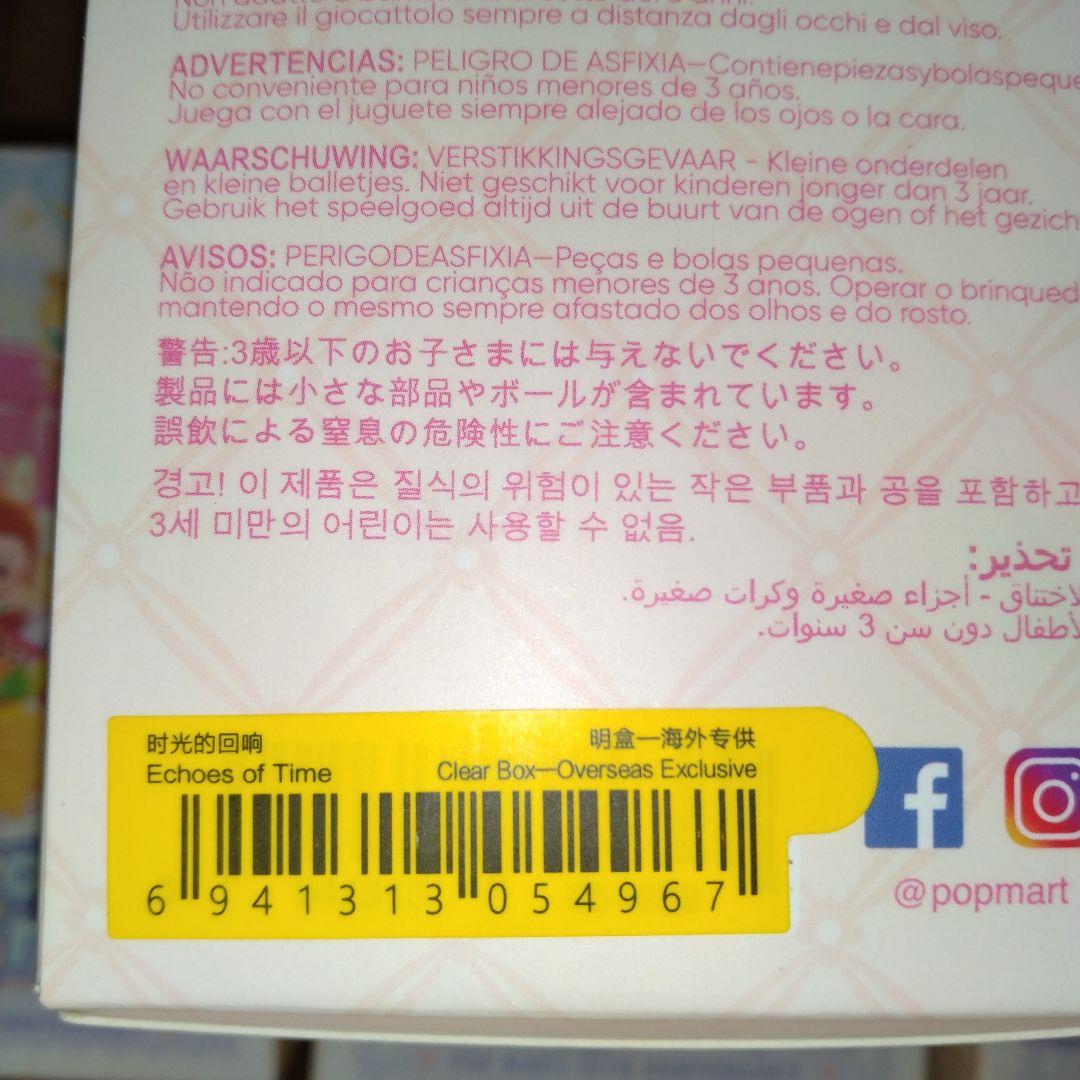 Utilizzare il giocattolo sempre a distanza dagli occhi e dal viso.
ADVERTENCIAS: PELIGRO DE ASFIXIA—Contienepiezasybolaspeque
No conveniente para niños menores de 3 años.
Juega con el juguete siempre alejado de los ojos o la cara.
WAARSCHUWING: VERSTIKKINGSGEVAAR - Kleine onderdelen
en kleine balletjes. Niet geschikt voor kinderen jonger dan 3 jaar.
Gebruik het speelgoed altijd uit de buurt van de ogen of het gezich
AVISOS: PERIGODEASFIXIA—Peças e bolas pequenas.
Não indicado para crianças menores de 3 anos. Operar o brinqued
mantendo o mesmo sempre afastado dos olhos e do rosto.
警告:3歳以下のお子さまには与えないでください。
製品には小さな部品やボールが含まれています。
誤飲による窒息の危険性にご注意ください。
경고! 이 제품은 질식의 위험이 있는 작은 부품과 공을 포함하고
3세 미만의 어린이는 사용할 수 없음.
تحذير:
لاختناق - أجزاء صغيرة وكرات صغيرة.
لأطفال دون سن 3 سنوات.
时光的回响
明盒—海外专供
Echoes of Time
Clear Box—Overseas Exclusive
6 941313 054967
@popmart